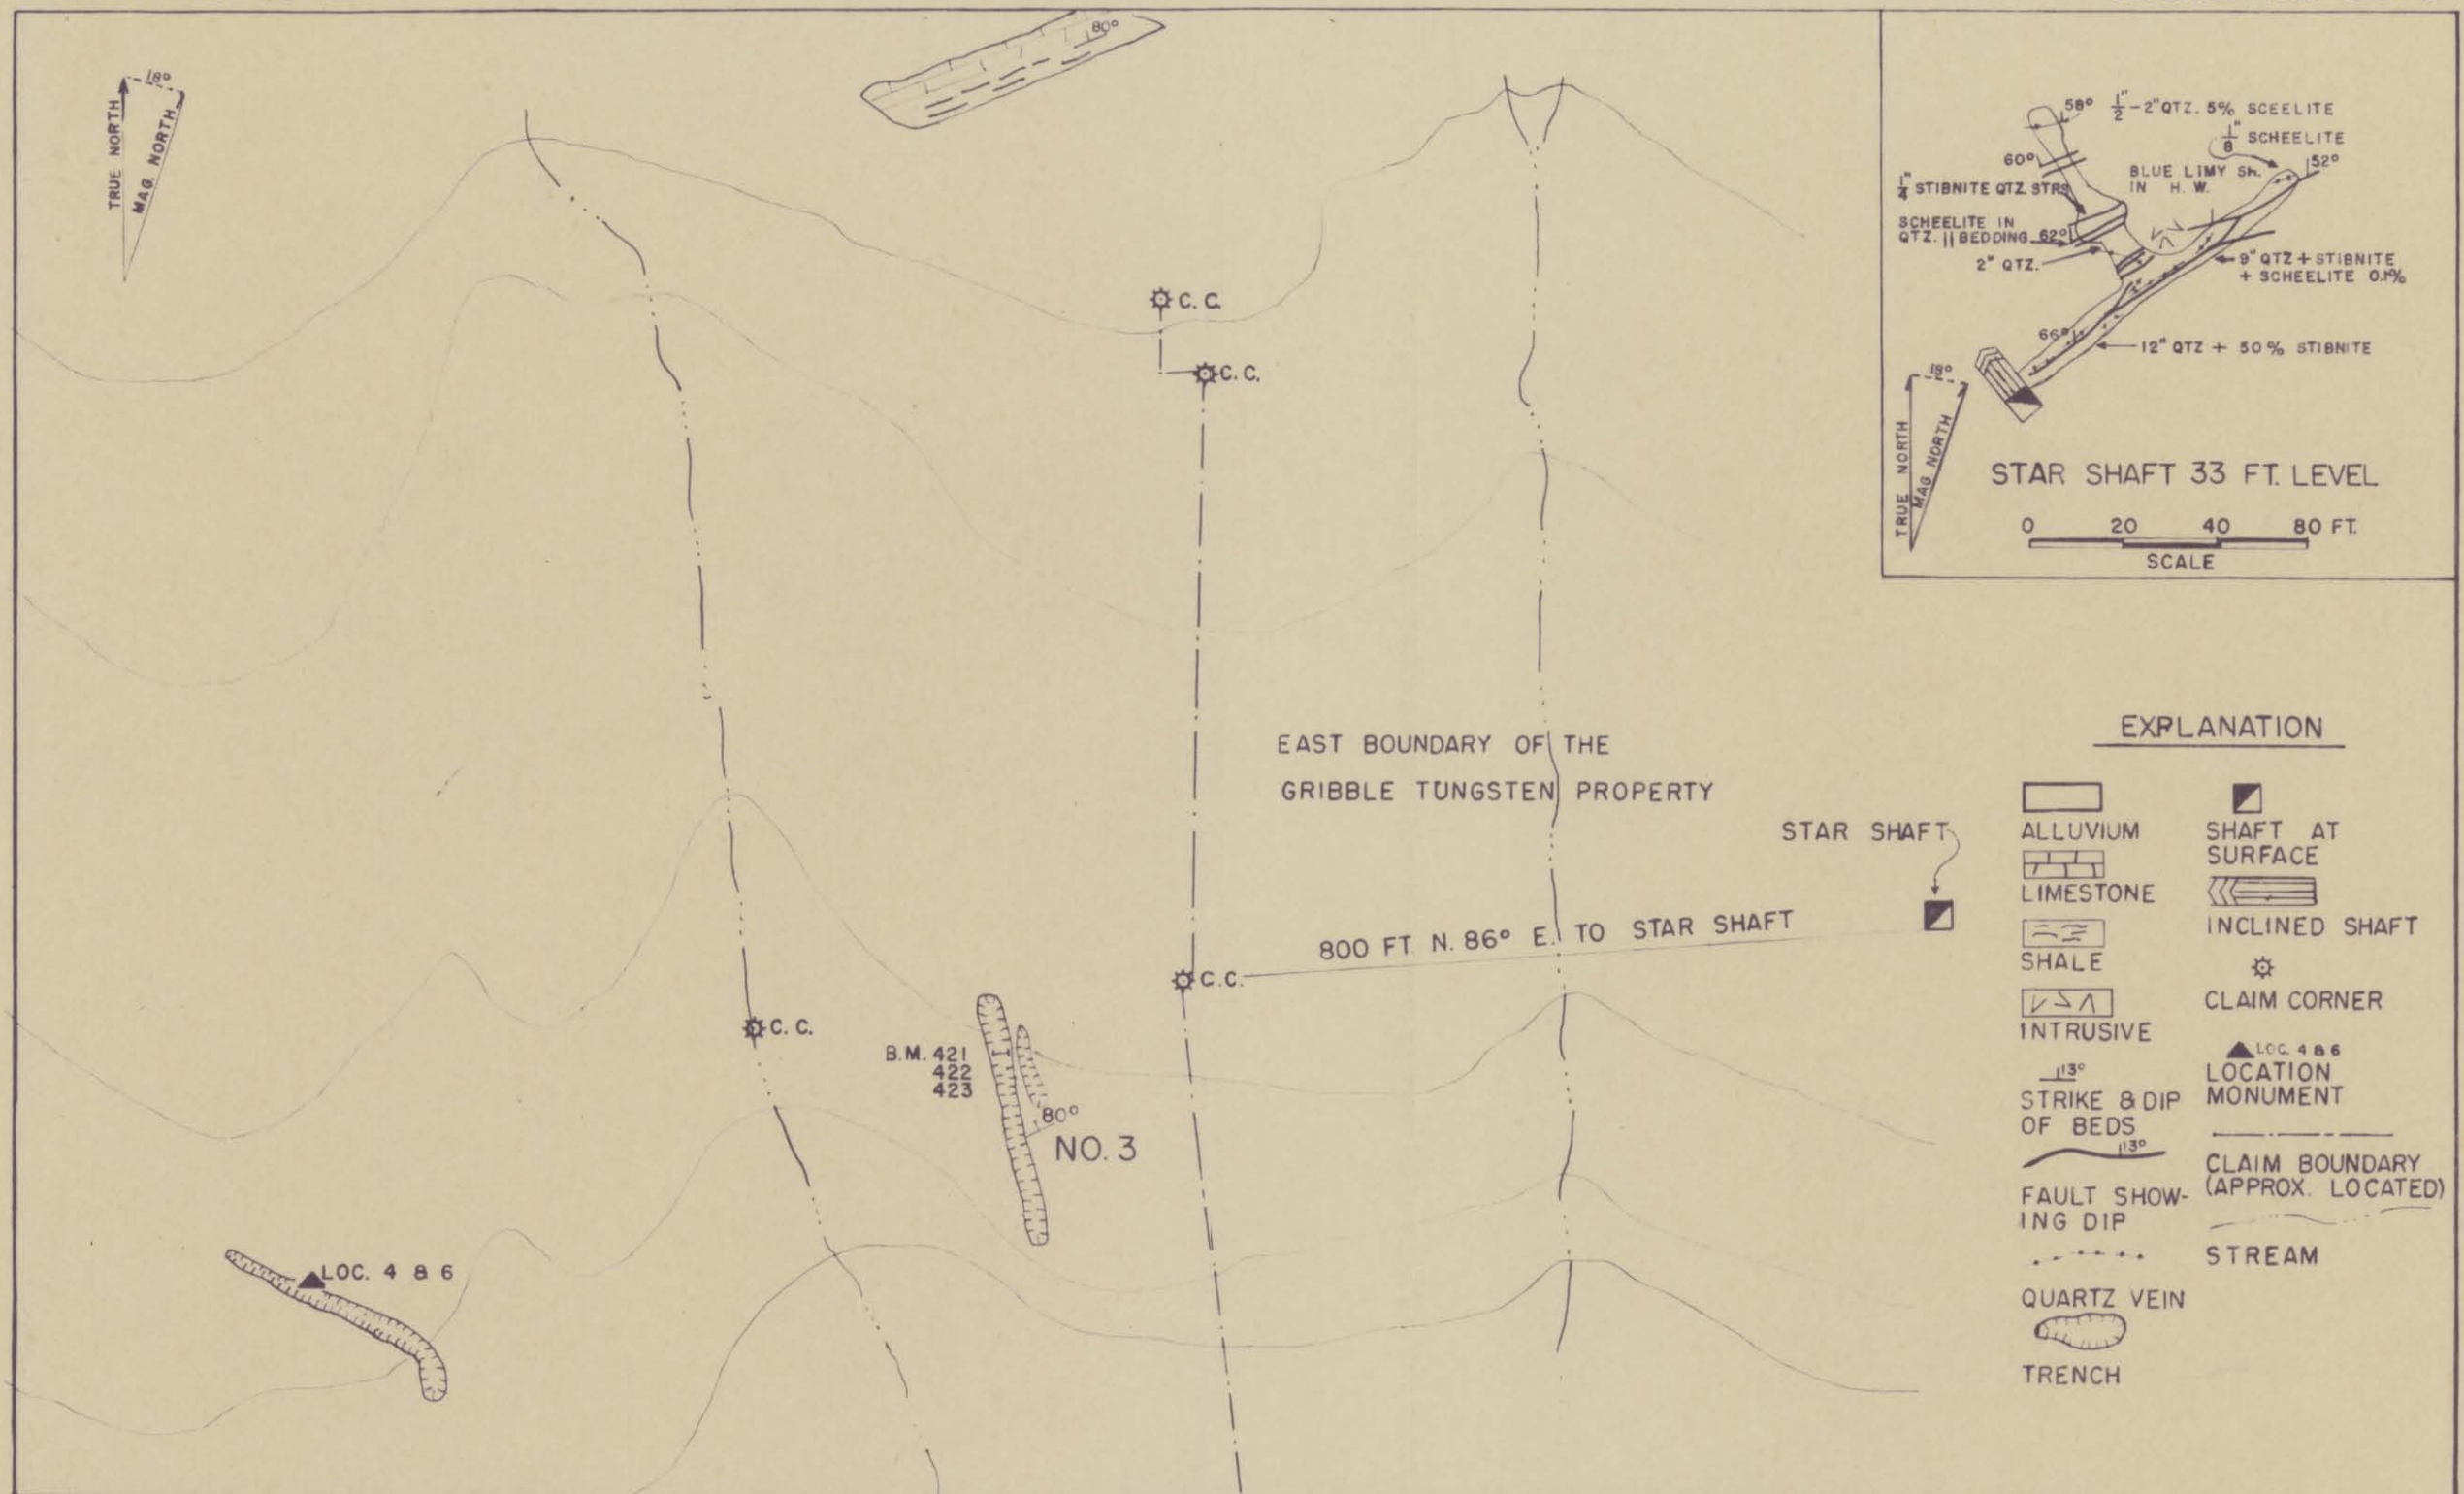 80°
18°
TRUE NORTH
MAG. NORTH
C. C.
C. C.
EAST BOUNDARY OF THE
GRIBBLE TUNGSTEN PROPERTY
STAR SHAFT
800 FT. N. 86° E. TO STAR SHAFT
C.C.
C. C.
B.M. 421
422
423
80°
NO. 3
LOC. 4 8 6
58° ½"-2" QTZ. 5% SCEELITE
⅛" SCHEELITE
60°
52°
BLUE LIMY SH.
IN H. W.
¼" STIBNITE QTZ STRS
SCHEELITE IN
QTZ. || BEDDING 62°
2" QTZ.
9" QTZ + STIBNITE
+ SCHEELITE 0.1%
66°
12" QTZ + 50% STIBNITE
18°
TRUE NORTH
MAG. NORTH
STAR SHAFT 33 FT. LEVEL
0 20 40 80 FT.
SCALE
EXPLANATION
ALLUVIUM
LIMESTONE
SHALE
INTRUSIVE
13°
STRIKE & DIP
OF BEDS
13°
FAULT SHOW-
ING DIP
QUARTZ VEIN
TRENCH
SHAFT AT
SURFACE
INCLINED SHAFT
CLAIM CORNER
LOC. 4 8 6
LOCATION
MONUMENT
CLAIM BOUNDARY
(APPROX. LOCATED)
STREAM